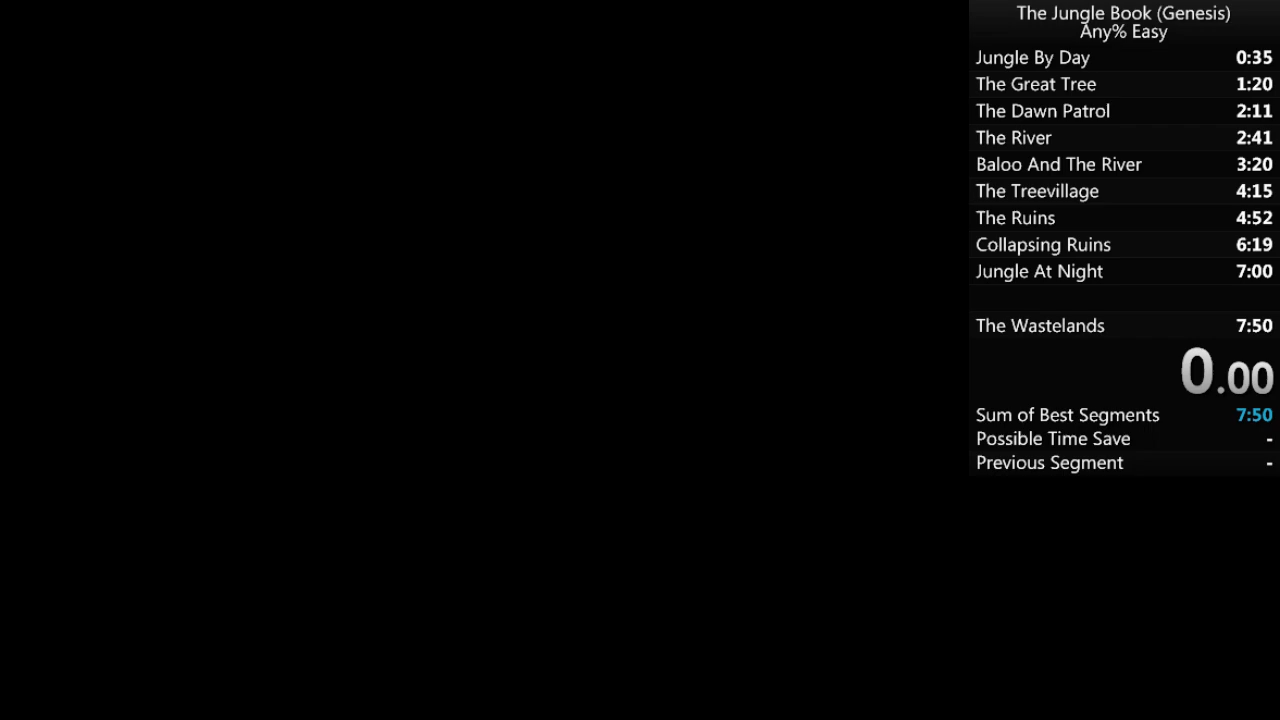 The Jungle Book (Genesis)
Any% Easy
Jungle By Day 0:35
The Great Tree 1:20
The Dawn Patrol 2:11
The River 2:41
Baloo And The River 3:20
The Treevillage 4:15
The Ruins 4:52
Collapsing Ruins 6:19
Jungle At Night 7:00
The Wastelands 7:50
0.00
Sum of Best Segments 7:50
Possible Time Save -
Previous Segment -